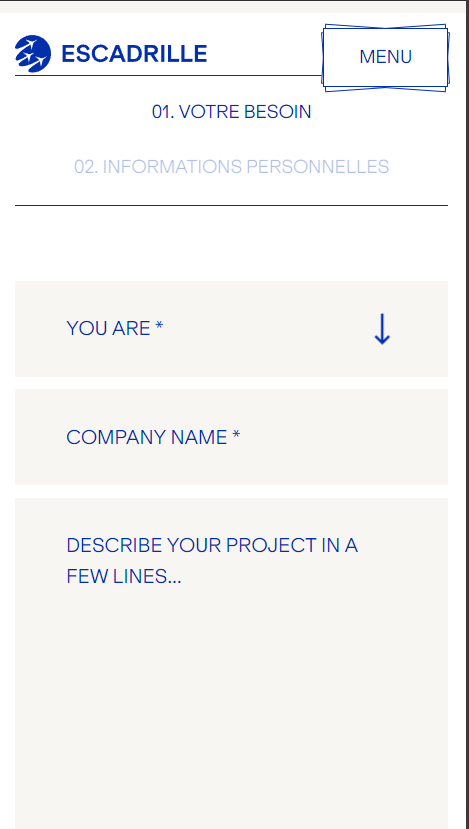 ESCADRILLE
MENU
01. VOTRE BESOIN
02. INFORMATIONS PERSONNELLES
YOU ARE *
COMPANY NAME *
DESCRIBE YOUR PROJECT IN A
FEW LINES...